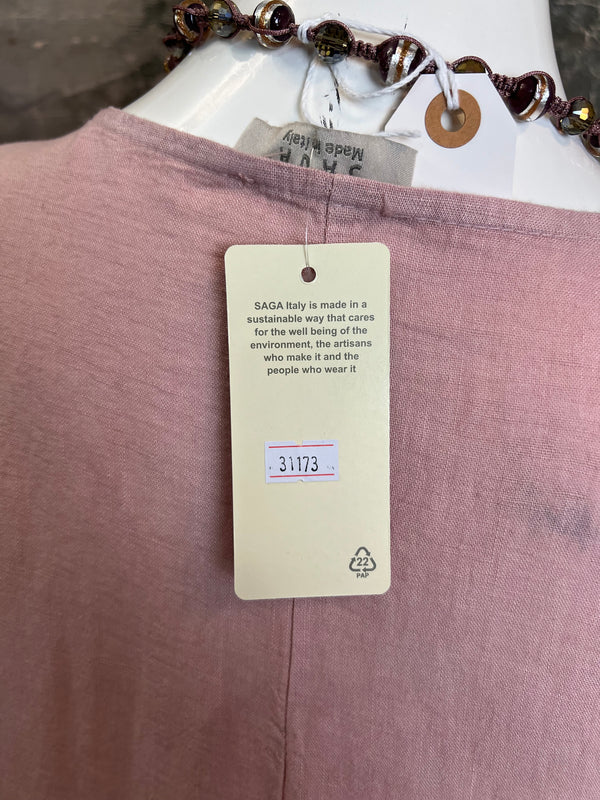 Made in Italy
SAGA Italy is made in a
sustainable way that cares
for the well being of the
environment, the artisans
who make it and the
people who wear it
31173
22
PAP